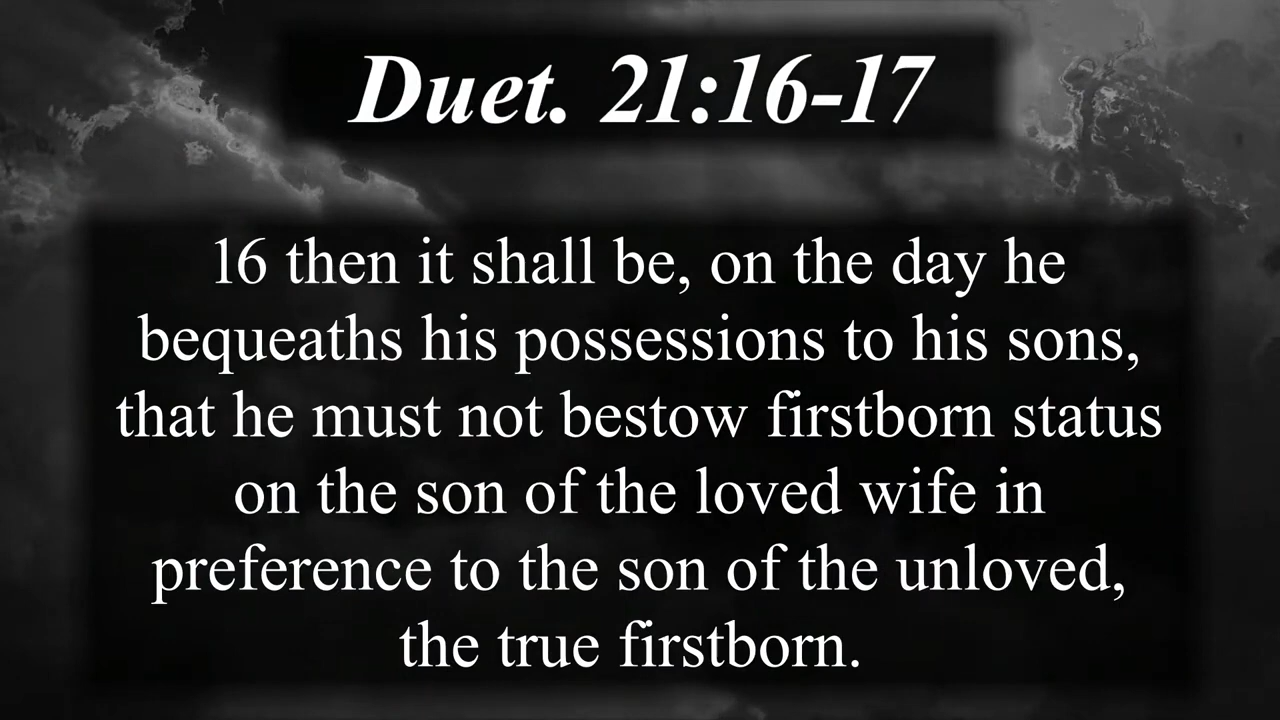 Duet. 21:16-17
16 then it shall be, on the day he
bequeaths his possessions to his sons,
that he must not bestow firstborn status
on the son of the loved wife in
preference to the son of the unloved,
the true firstborn.